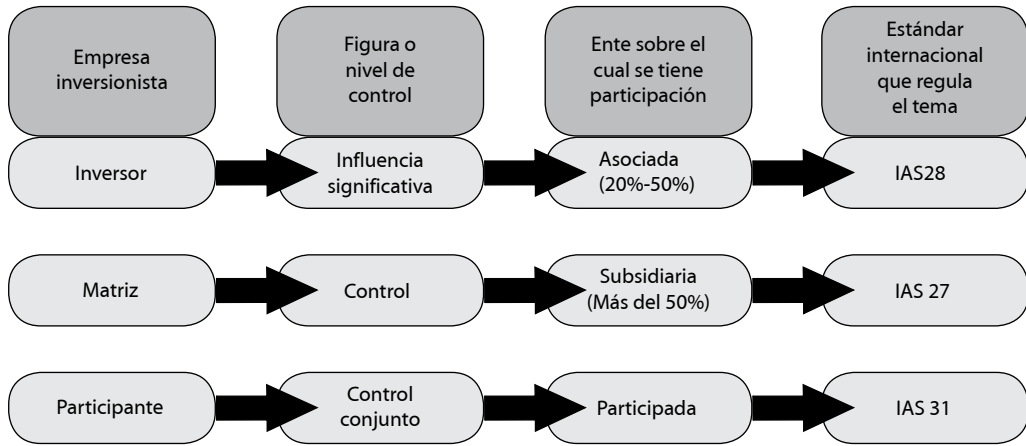 Empresa
inversionista
Figura o
nivel de
control
Ente sobre el
cual se tiene
participación
Estándar
internacional
que regula
el tema
Inversor
Influencia
significativa
Asociada
(20%-50%)
IAS28
Matriz
Control
Subsidiaria
(Más del 50%)
IAS 27
Participante
Control
conjunto
Participada
IAS 31